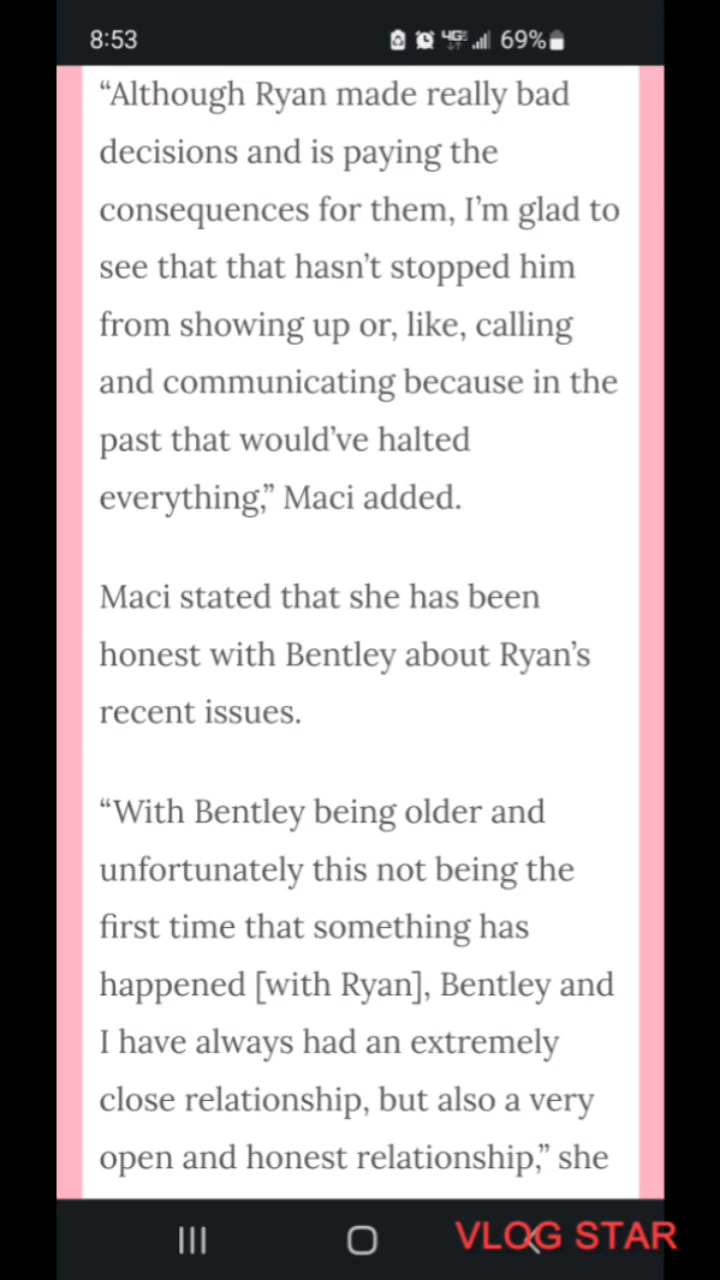 8:53
4G 69%
“Although Ryan made really bad
decisions and is paying the
consequences for them, I’m glad to
see that that hasn’t stopped him
from showing up or, like, calling
and communicating because in the
past that would’ve halted
everything,” Maci added.
Maci stated that she has been
honest with Bentley about Ryan’s
recent issues.
“With Bentley being older and
unfortunately this not being the
first time that something has
happened [with Ryan], Bentley and
I have always had an extremely
close relationship, but also a very
open and honest relationship,” she
VLOG STAR